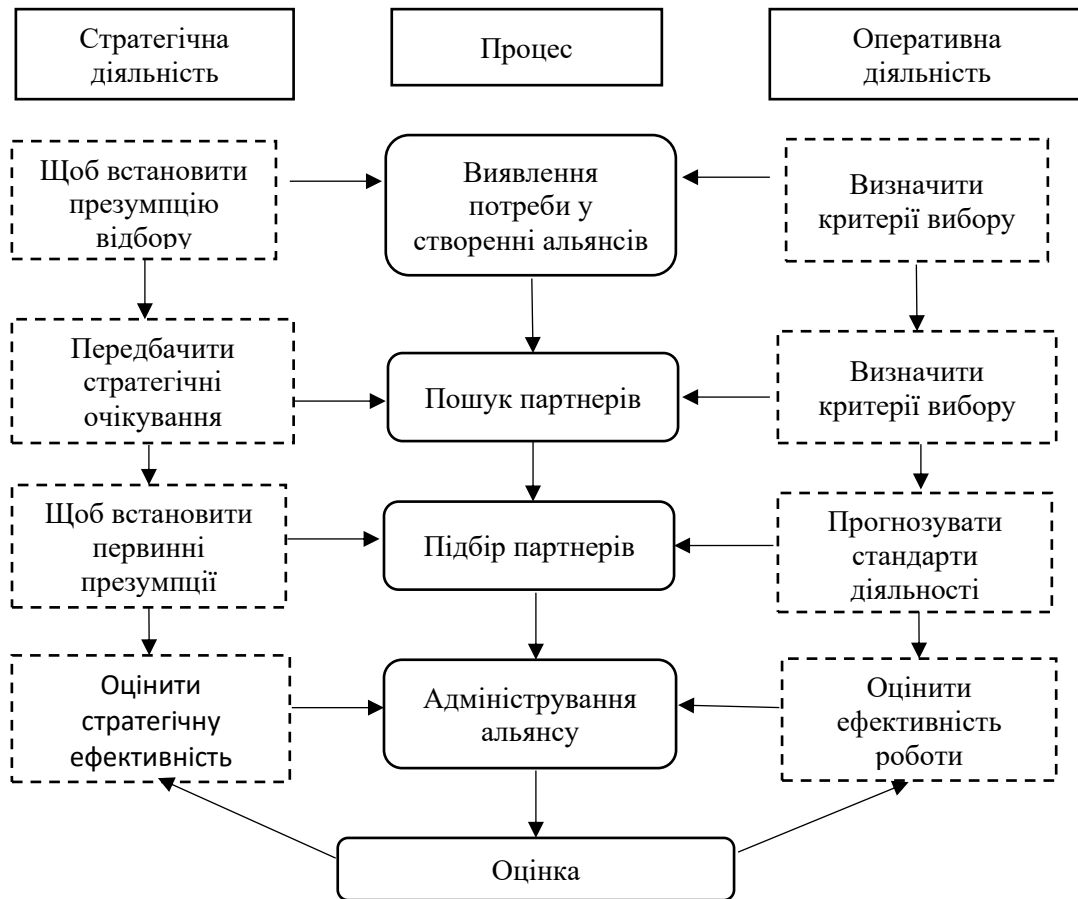 Стратегічна
діяльність
Процес
Оперативна
діяльність
Щоб встановити
презумпцію
відбору
Виявлення
потреби у
створенні альянсів
Визначити
критерії вибору
Передбачити
стратегічні
очікування
Пошук партнерів
Визначити
критерії вибору
Щоб встановити
первинні
презумпції
Підбір партнерів
Прогнозувати
стандарти
діяльності
Оцінити
стратегічну
ефективність
Адміністрування
альянсу
Оцінити
ефективність
роботи
Оцінка